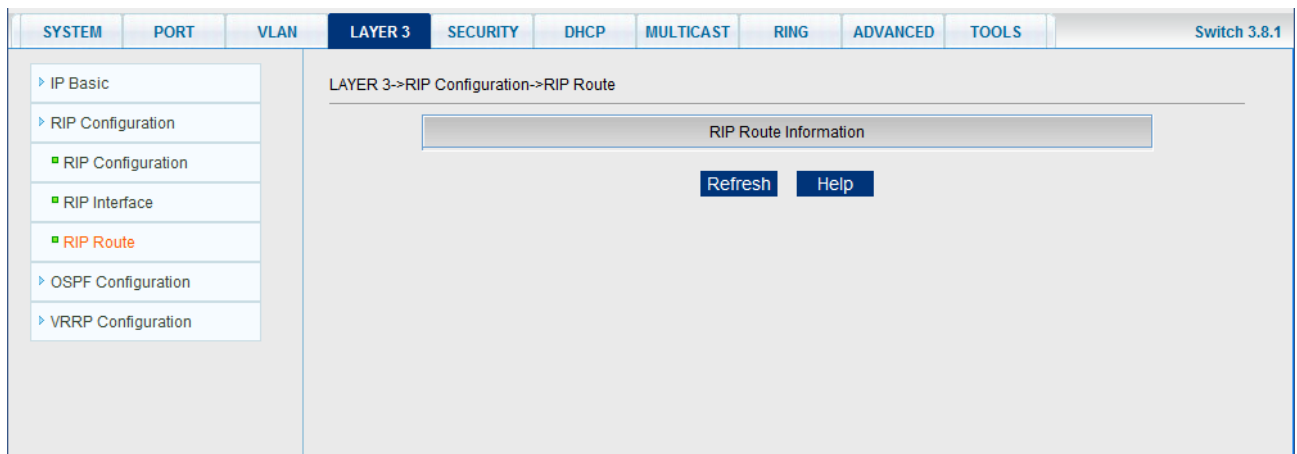 SYSTEM PORT VLAN LAYER 3 SECURITY DHCP MULTICAST RING ADVANCED TOOLS Switch 3.8.1
IP Basic
RIP Configuration
RIP Configuration
RIP Interface
RIP Route
OSPF Configuration
VRRP Configuration
LAYER 3->RIP Configuration->RIP Route
RIP Route Information
Refresh Help